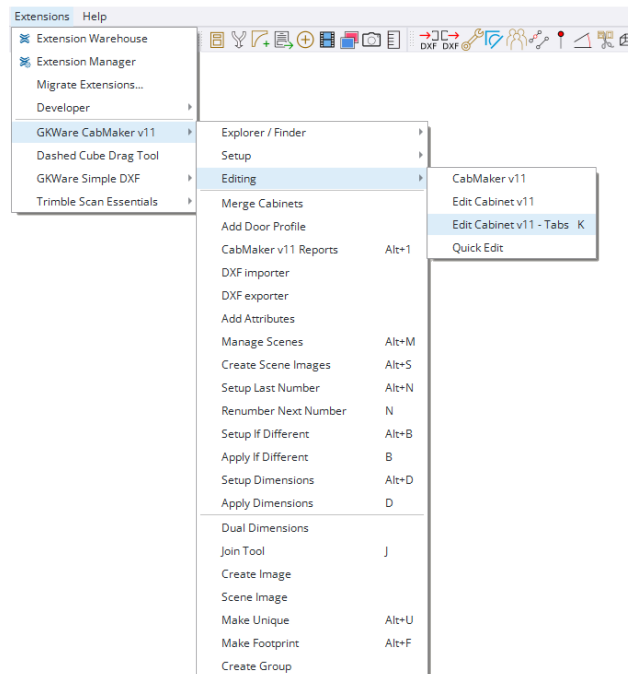 Extensions Help
Extension Warehouse
Extension Manager
Migrate Extensions...
Developer
GKWare CabMaker v11
Dashed Cube Drag Tool
GKWare Simple DXF
Trimble Scan Essentials
DXF DXF
Explorer / Finder
Setup
Editing
Merge Cabinets
Add Door Profile
CabMaker v11 Reports Alt+1
DXF importer
DXF exporter
Add Attributes
Manage Scenes Alt+M
Create Scene Images Alt+S
Setup Last Number Alt+N
Renumber Next Number N
Setup If Different Alt+B
Apply If Different B
Setup Dimensions Alt+D
Apply Dimensions D
Dual Dimensions
Join Tool J
Create Image
Scene Image
Make Unique Alt+U
Make Footprint Alt+F
Create Group
CabMaker v11
Edit Cabinet v11
Edit Cabinet v11 - Tabs K
Quick Edit